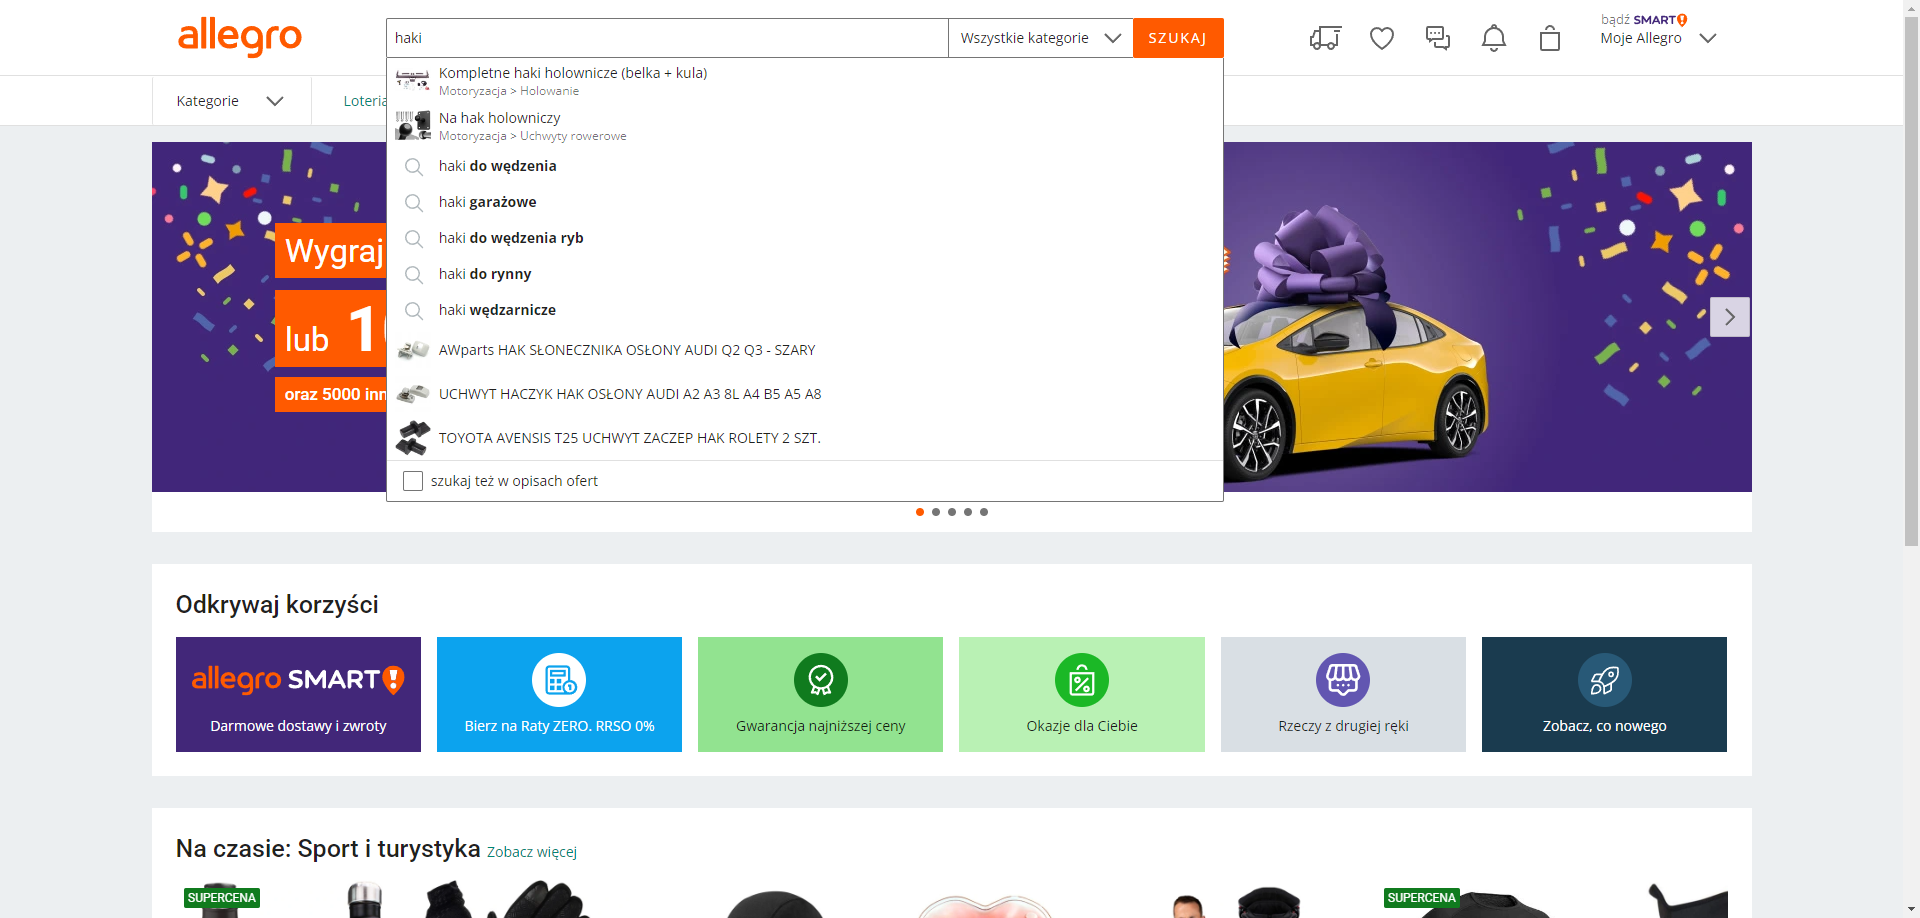 allegro
haki
Wszystkie kategorie
SZUKAJ
bądź SMART!
Moje Allegro
Kategorie
Loteria
Kompletne haki holownicze (belka + kula)
Motoryzacja > Holowanie
Na hak holowniczy
Motoryzacja > Uchwyty rowerowe
haki do wędzenia
haki garażowe
haki do wędzenia ryb
haki do rynny
haki wędzarnicze
AWparts HAK SŁONECZNIKA OSŁONY AUDI Q2 Q3 - SZARY
UCHWYT HACZYK HAK OSŁONY AUDI A2 A3 8L A4 B5 A5 A8
TOYOTA AVENSIS T25 UCHWYT ZACZEP HAK ROLETY 2 SZT.
szukaj też w opisach ofert
Wygraj
lub
oraz 5000
Odkrywaj korzyści
allegro SMART!
Darmowe dostawy i zwroty
Bierz na Raty ZERO. RRSO 0%
Gwarancja najniższej ceny
Okazje dla Ciebie
Rzeczy z drugiej ręki
Zobacz, co nowego
Na czasie: Sport i turystyka Zobacz więcej
SUPERCENA
SUPERCENA